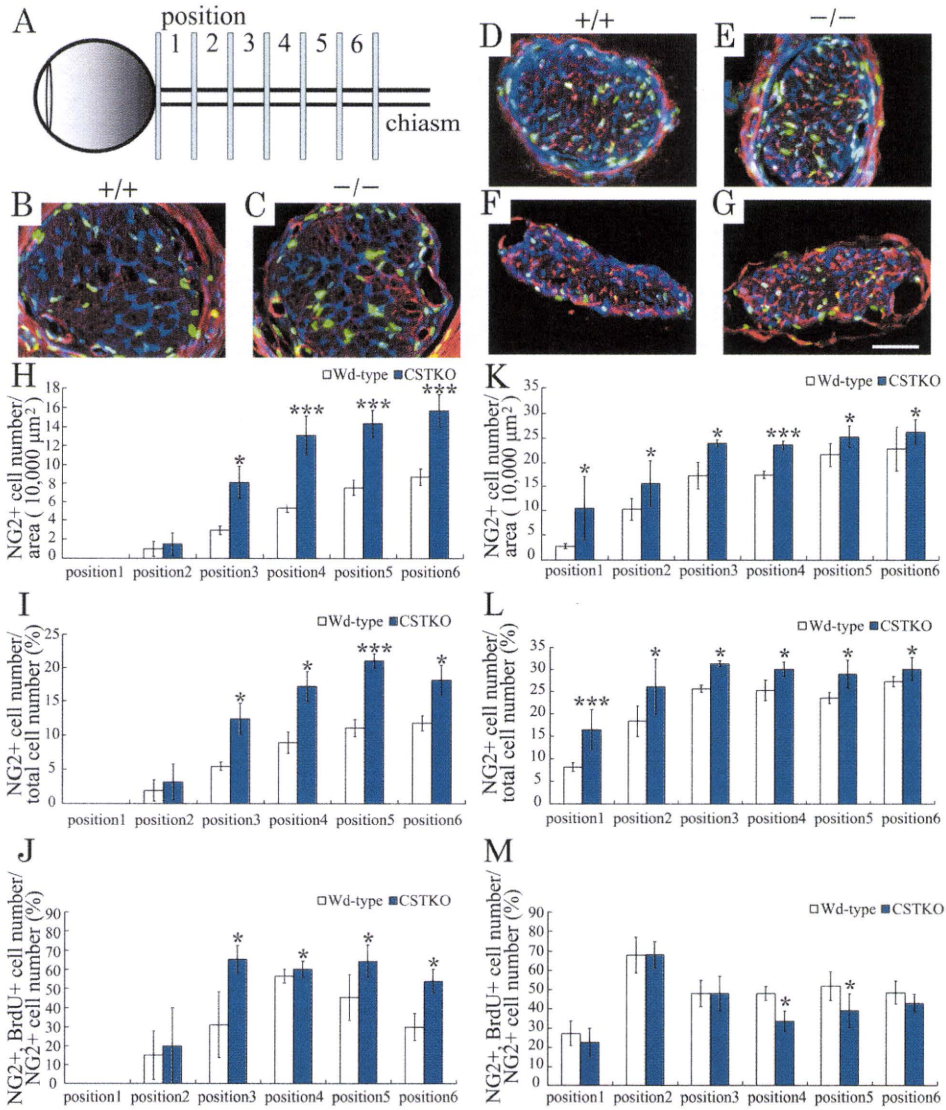 A
position
1 2 3 4 5 6
chiasm
+/+
−/−
B
C
+/+
−/−
D
E
F
G
H
Wd-type CSTKO
NG2+ cell number/
area ( 10,000 µm²)
18
16
14
12
10
8
6
4
2
0
* *** *** ***
position1 position2 position3 position4 position5 position6
K
Wd-type CSTKO
NG2+ cell number/
area ( 10,000 µm²)
35
30
25
20
15
10
5
0
* * * *** * *
position1 position2 position3 position4 position5 position6
I
Wd-type CSTKO
NG2+ cell number/
total cell number (%)
25
20
15
10
5
0
* * *** *
position1 position2 position3 position4 position5 position6
L
Wd-type CSTKO
NG2+ cell number/
total cell number (%)
35
30
25
20
15
10
5
0
*** * * * * *
position1 position2 position3 position4 position5 position6
J
Wd-type CSTKO
NG2+, BrdU+ cell number/
NG2+ cell number (%)
90
80
70
60
50
40
30
20
10
0
* * * *
position1 position2 position3 position4 position5 position6
M
Wd-type CSTKO
NG2+, BrdU+ cell number/
NG2+ cell number (%)
90
80
70
60
50
40
30
20
10
0
* *
position1 position2 position3 position4 position5 position6